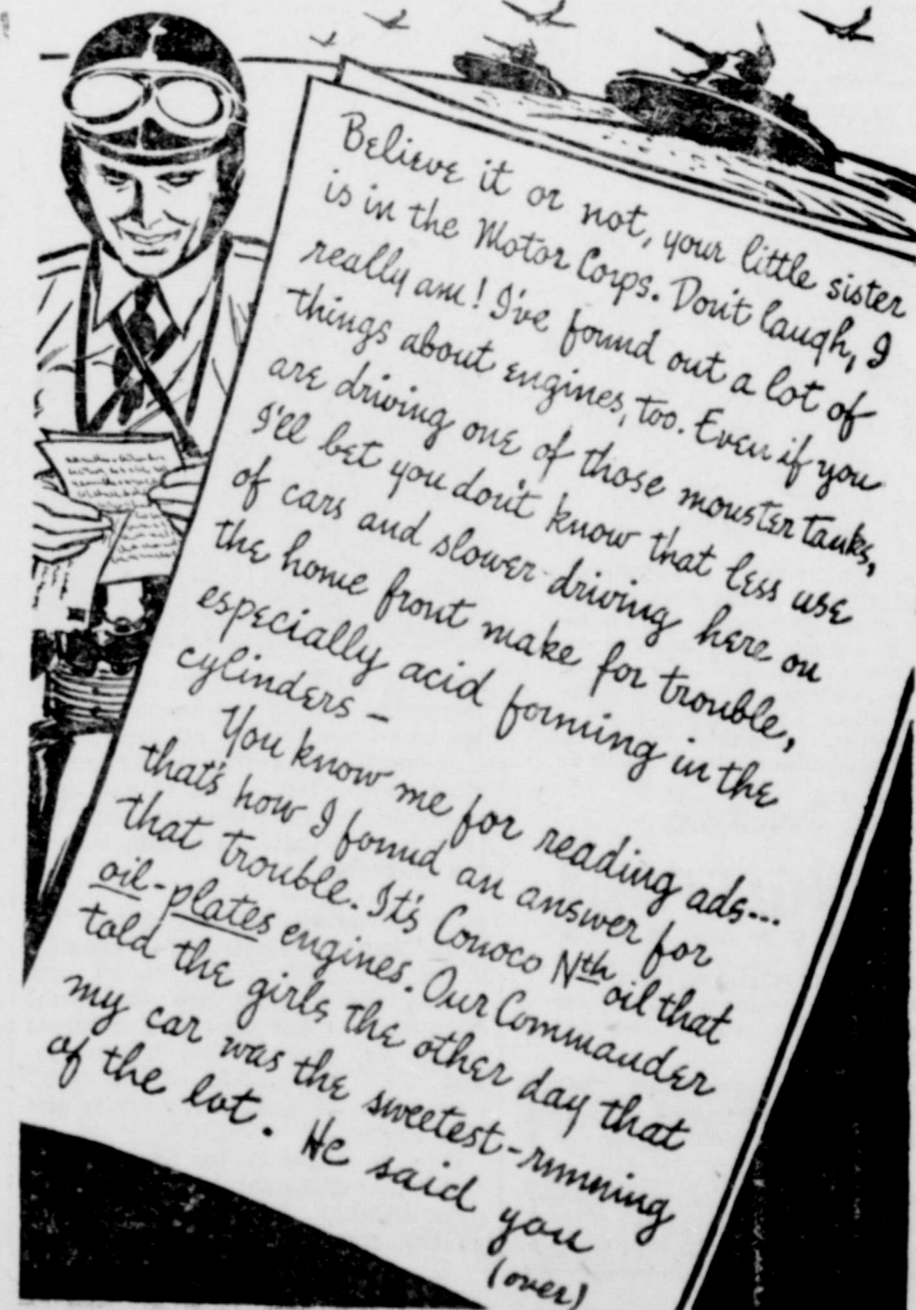 Believe it or not, your little sister
is in the Motor Corps. Don't laugh, I
really am! I've found out a lot of
things about engines, too. Even if you
are driving one of those monster tanks,
I'll bet you don't know that less use
of cars and slower driving here on
the home front make for trouble,
especially acid forming in the
cylinders –
You know me for reading ads...
that's how I found an answer for
that trouble. It's Conoco Nth oil that
oil-plates engines. Our Commander
told the girls the other day that
my car was the sweetest-running
of the lot. He said you
(over)